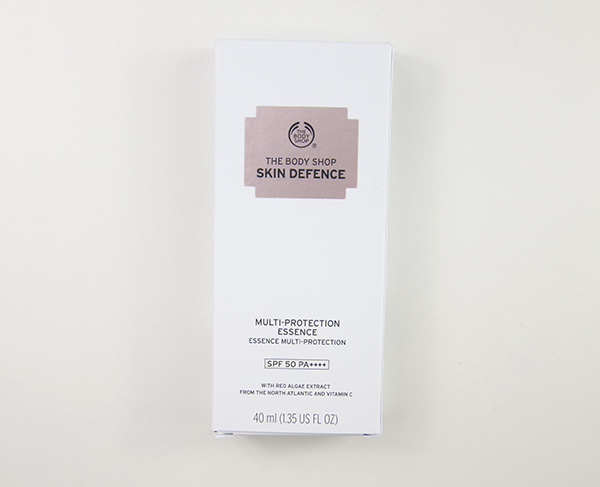 THE
BODY
SHOP
®
THE BODY SHOP
SKIN DEFENCE
MULTI-PROTECTION
ESSENCE
ESSENCE MULTI-PROTECTION
SPF 50 PA++++
WITH RED ALGAE EXTRACT
FROM THE NORTH ATLANTIC AND VITAMIN C
40 ml (1.35 US FL OZ)